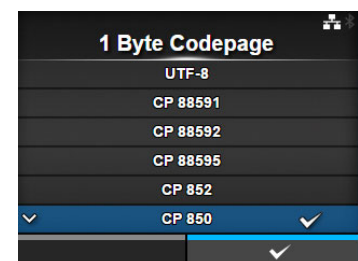 1 Byte Codepage
UTF-8
CP 88591
CP 88592
CP 88595
CP 852
CP 850